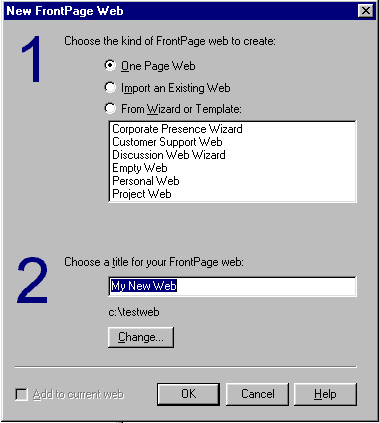 New FrontPage Web
1
Choose the kind of FrontPage web to create:
One Page Web
Import an Existing Web
From Wizard or Template:
Corporate Presence Wizard
Customer Support Web
Discussion Web Wizard
Empty Web
Personal Web
Project Web
2
Choose a title for your FrontPage web:
My New Web
c:\testweb
Change...
Add to current web
OK
Cancel
Help